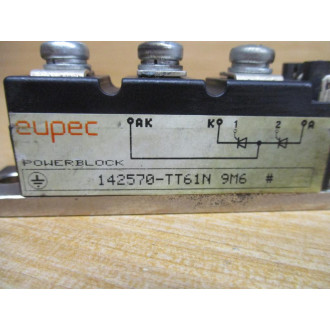 eupec
AK K 1 2 A
POWERBLOCK
142570-TT61N 9M6 #